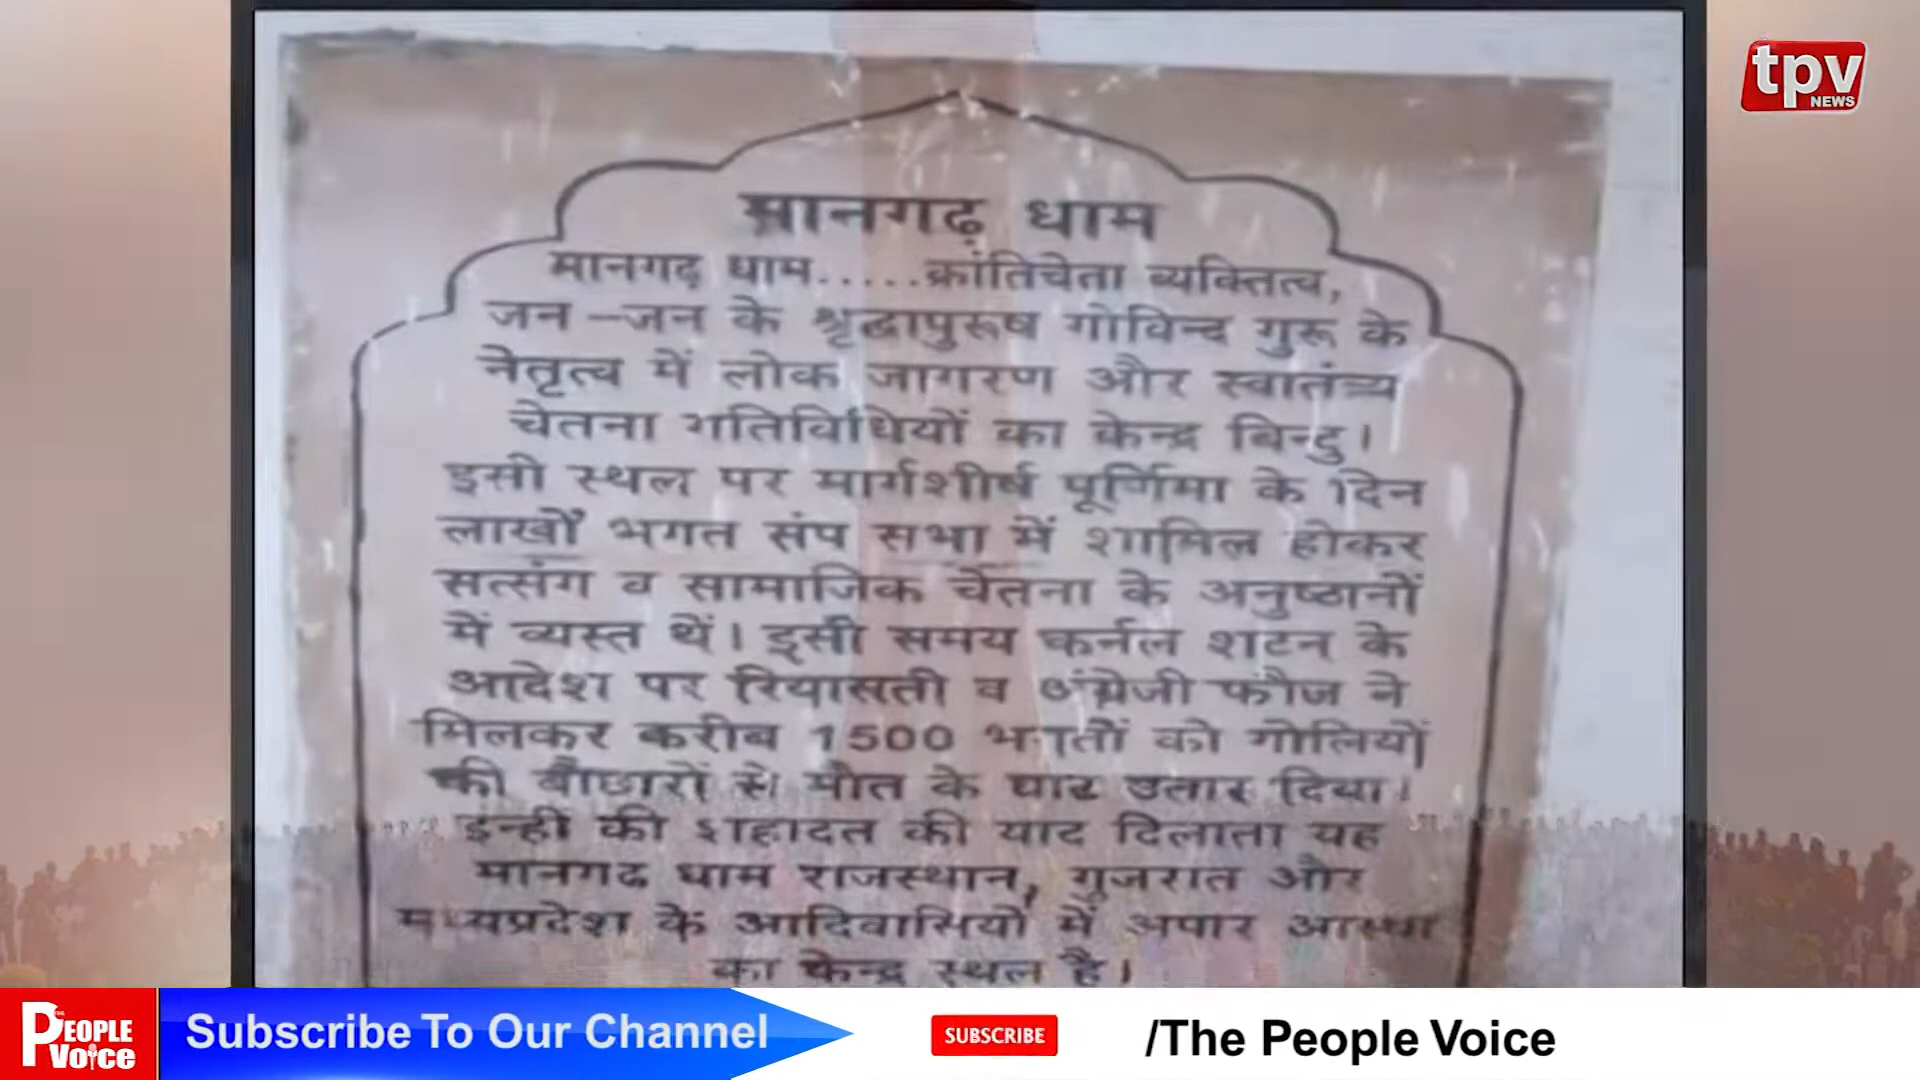 tpv
NEWS
मानगढ़ धाम
मानगढ़ धाम.....क्रांतिचेता व्यक्तित्व,
जन -जन के श्रृद्धापुरूष गोविन्द गुरू के
नेतृत्व में लोक जागरण और स्वातंत्र्य
चेतना गतिविधियों का केन्द्र बिन्दु।
इसी स्थल पर मार्गशीर्ष पूर्णिमा के दिन
लाखों भगत संप सभा में शामिल होकर
सत्संग व सामाजिक चेतना के अनुष्ठानों
में व्यस्त थें। इसी समय कर्नल शटन के
आदेश पर रियासती व अंग्रेजी फौज ने
मिलकर करीब 1500 भगतों को गोलियों
की बौछारों से मौत के घाट उतार दिया।
इन्ही की शहादत की याद दिलाता यह
मानगढ धाम राजस्थान, गुजरात और
मध्यप्रदेश के आदिवासियों में अपार आस्था
का केन्द्र स्थल है।
THE PEOPLE VOICE
Subscribe To Our Channel
SUBSCRIBE
/The People Voice